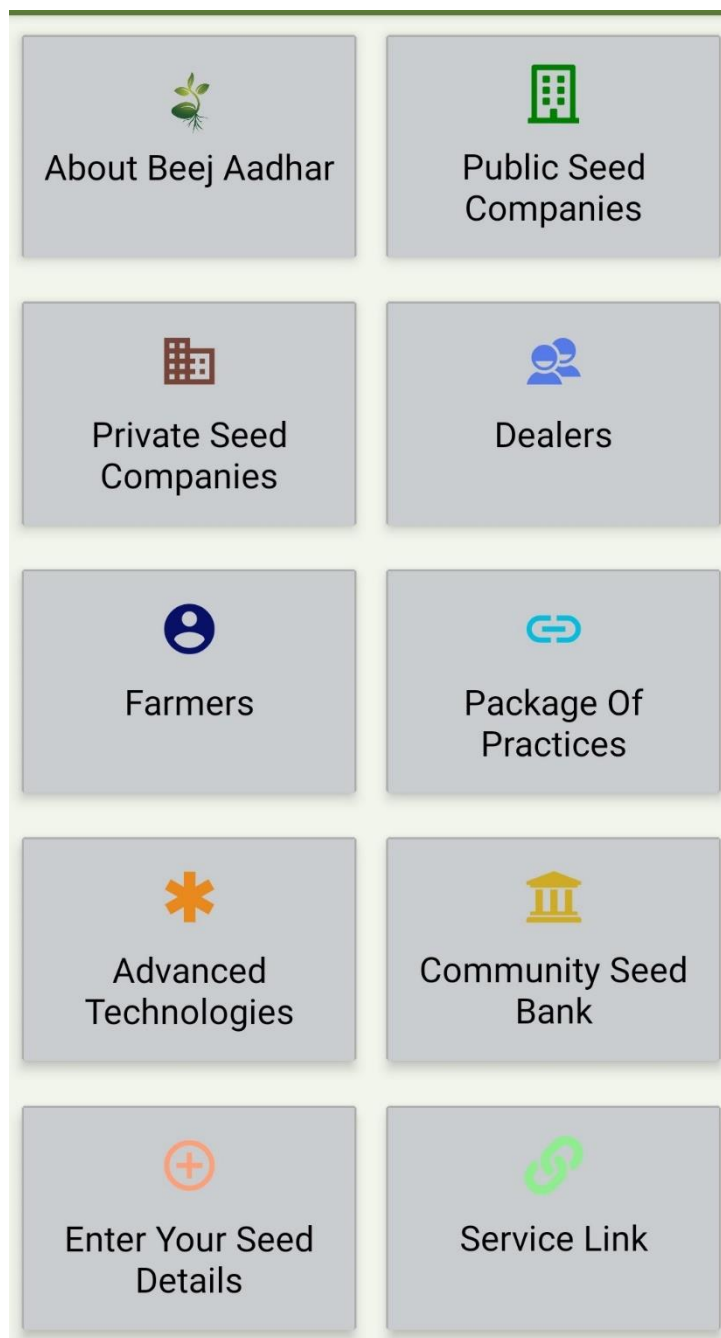 About Beej Aadhar
Public Seed
Companies
Private Seed
Companies
Dealers
Farmers
Package Of
Practices
Advanced
Technologies
Community Seed
Bank
Enter Your Seed
Details
Service Link